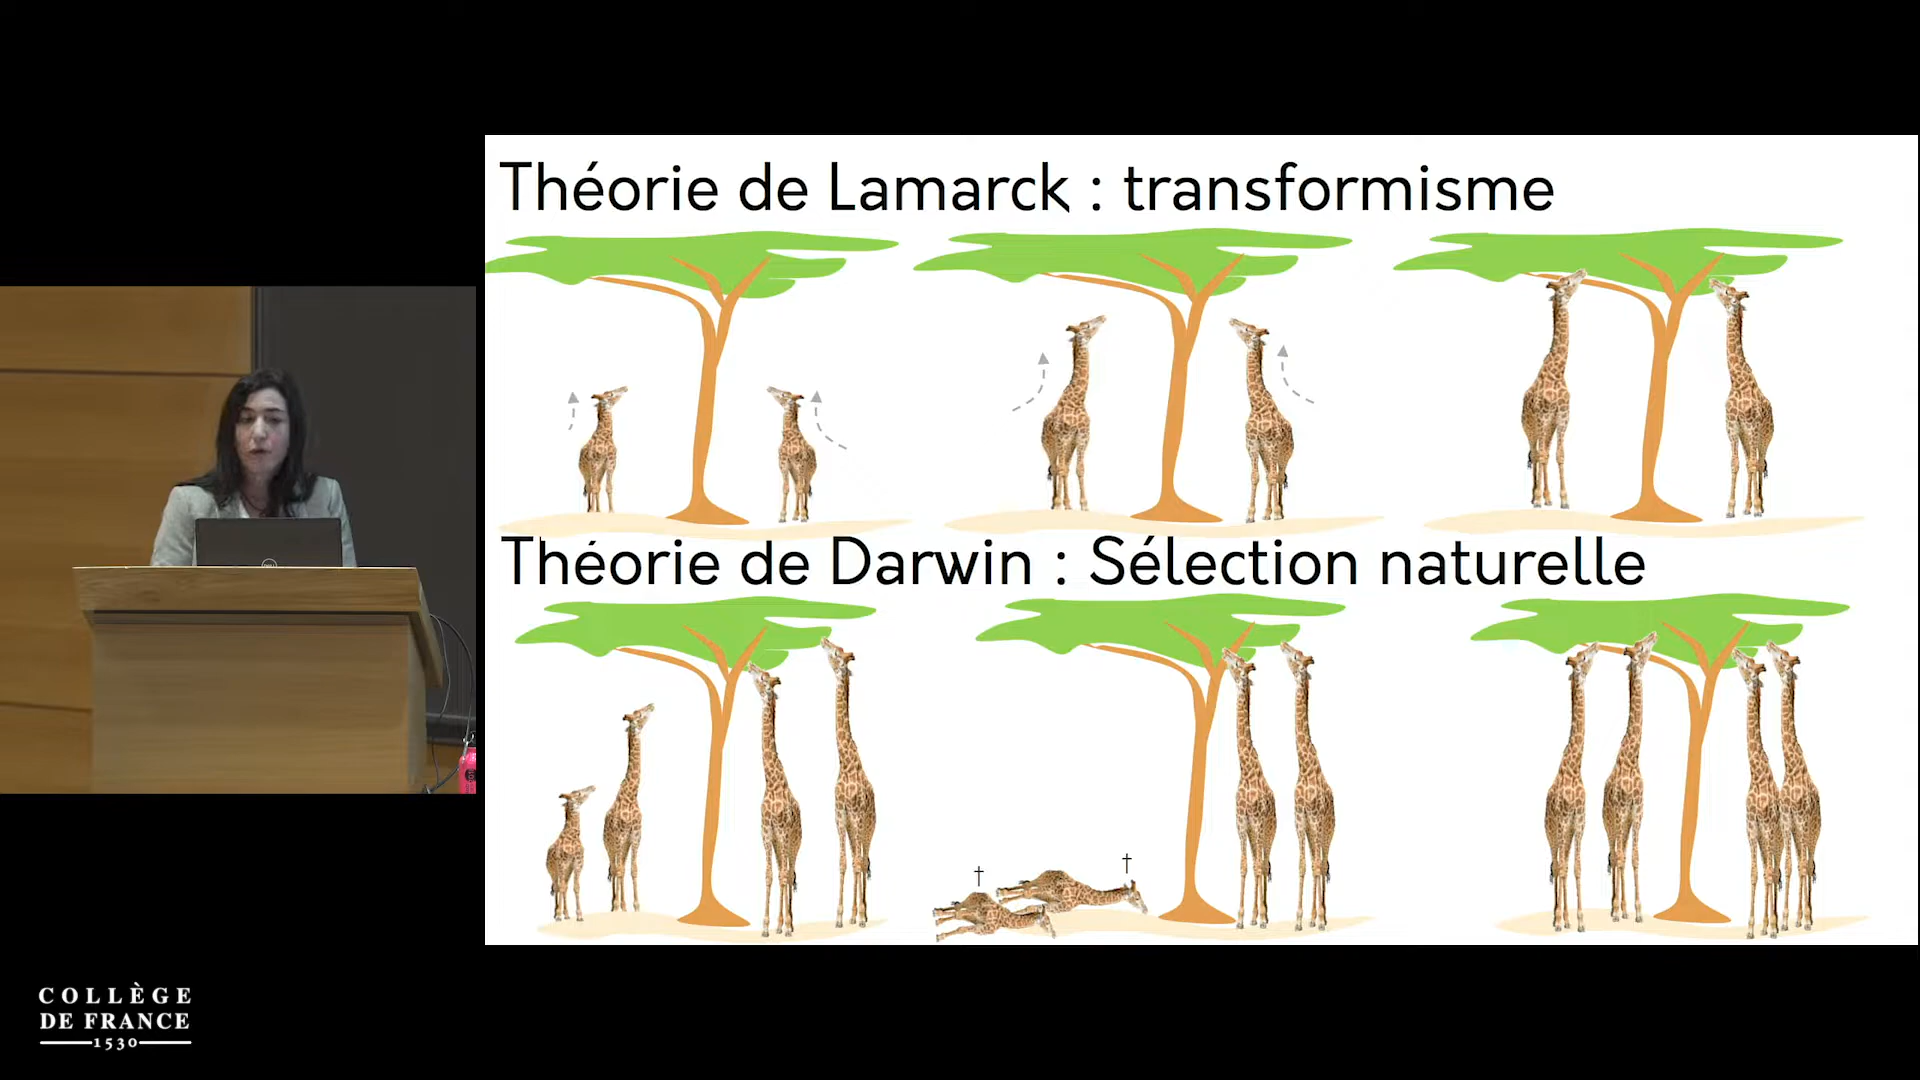 Théorie de Lamarck : transformisme
Théorie de Darwin : Sélection naturelle
† †
COLLÈGE
DE FRANCE
1530